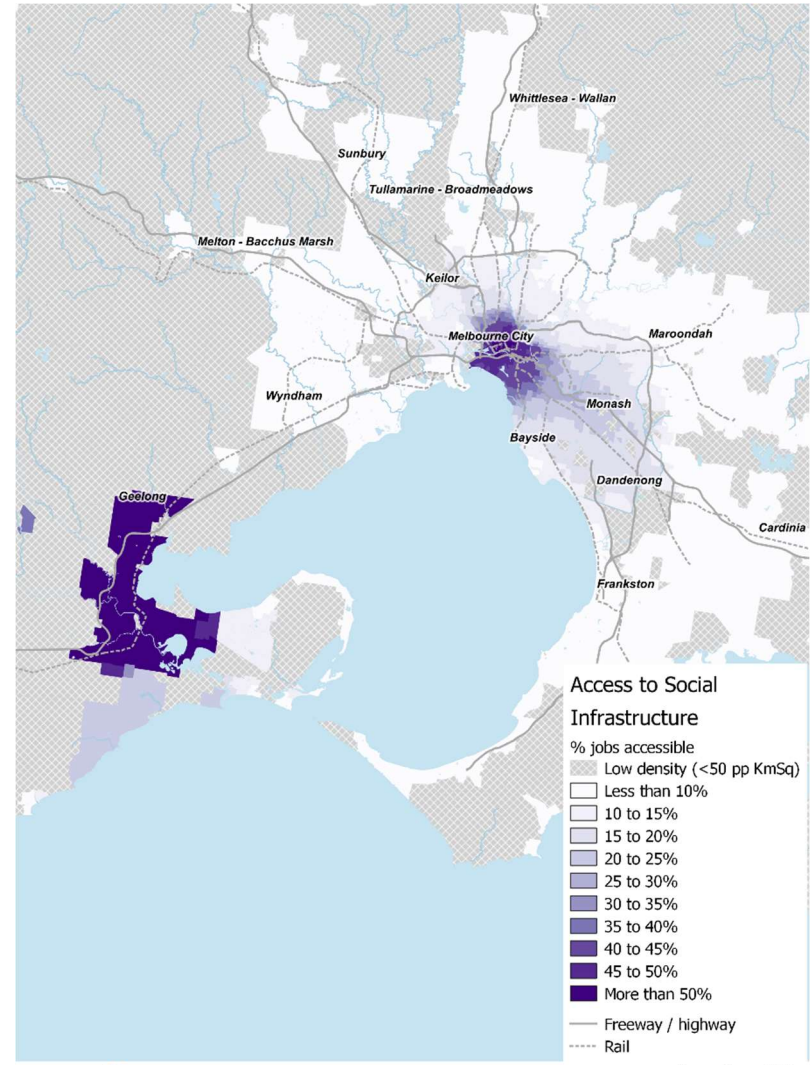 Whittlesea - Wallan
Sunbury
Tullamarine - Broadmeadows
Melton - Bacchus Marsh
Keilor
Melbourne City
Maroondah
Wyndham
Monash
Bayside
Dandenong
Geelong
Cardinia
Frankston
Access to Social
Infrastructure
% jobs accessible
Low density (<50 pp KmSq)
Less than 10%
10 to 15%
15 to 20%
20 to 25%
25 to 30%
30 to 35%
35 to 40%
40 to 45%
45 to 50%
More than 50%
Freeway / highway
Rail